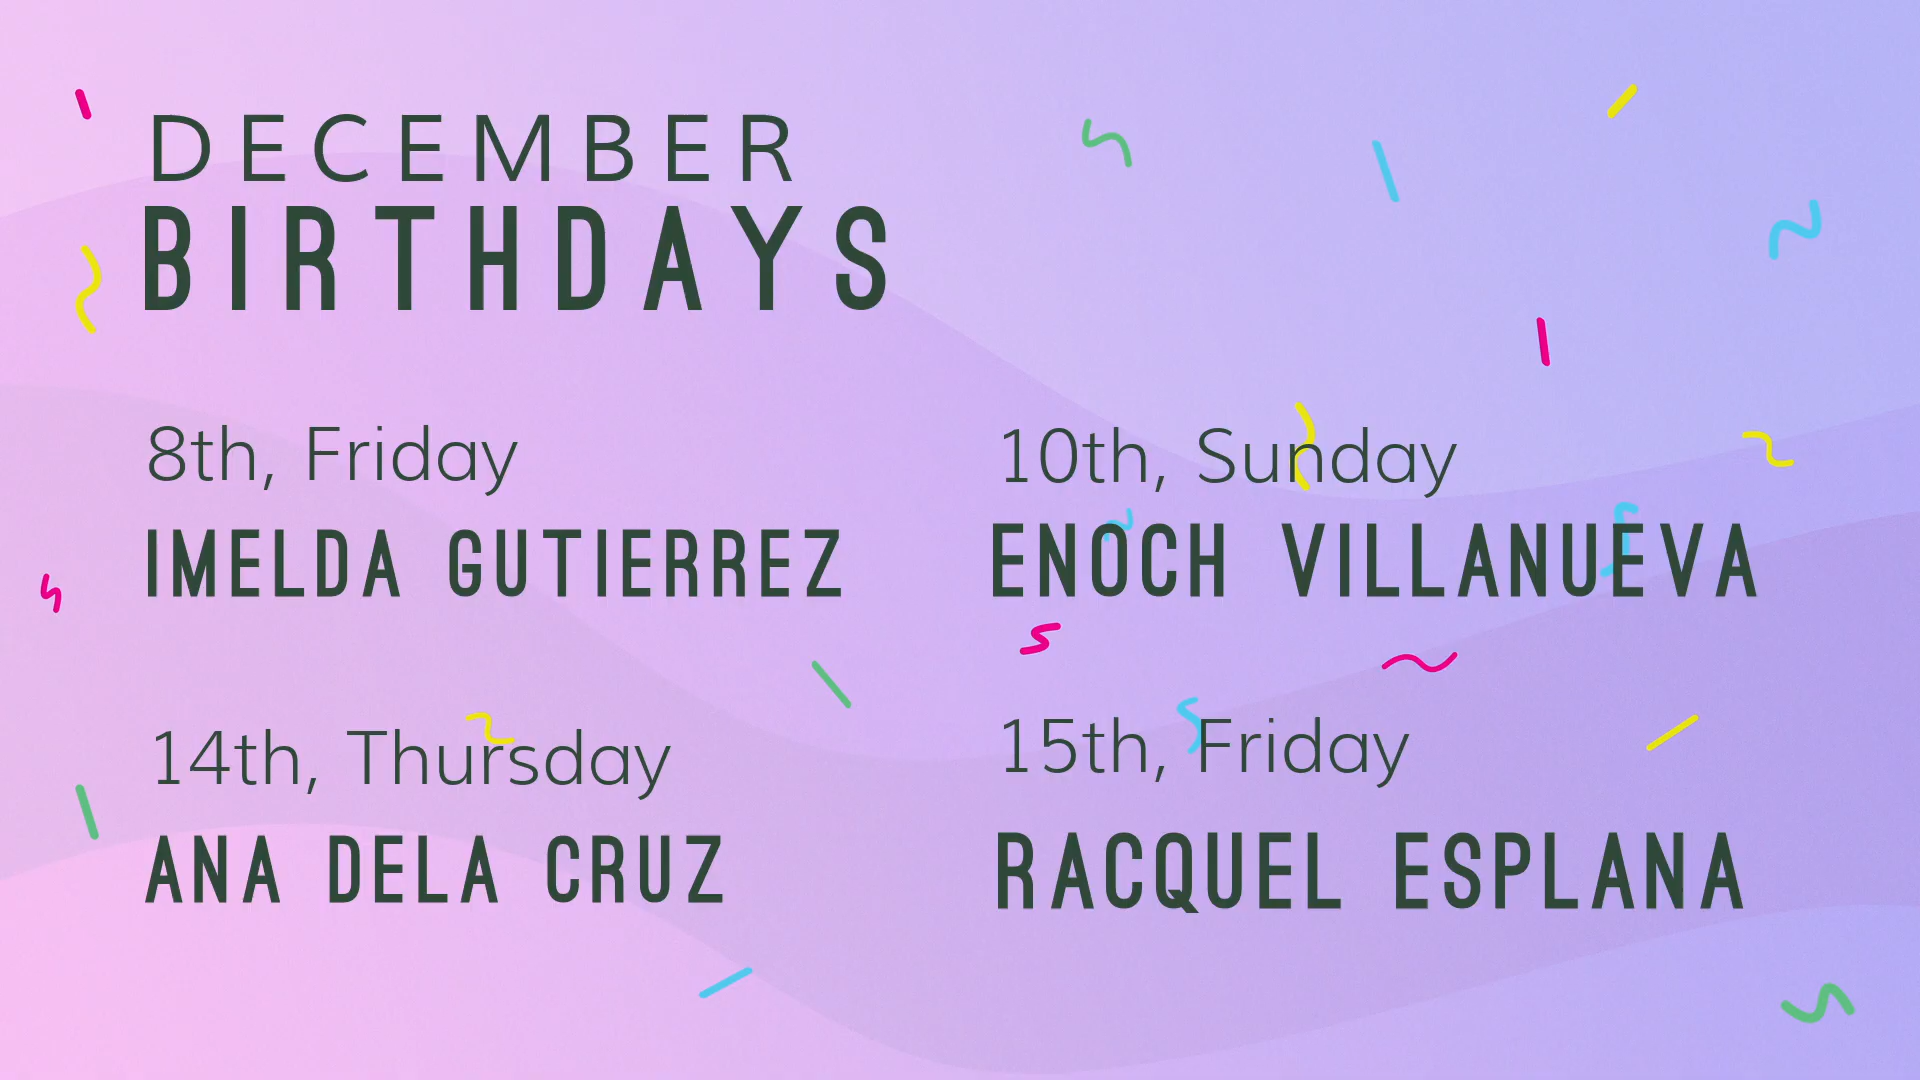 DECEMBER
BIRTHDAYS
8th, Friday
IMELDA GUTIERREZ
10th, Sunday
ENOCH VILLANUEVA
14th, Thursday
ANA DELA CRUZ
15th, Friday
RACQUEL ESPLANA